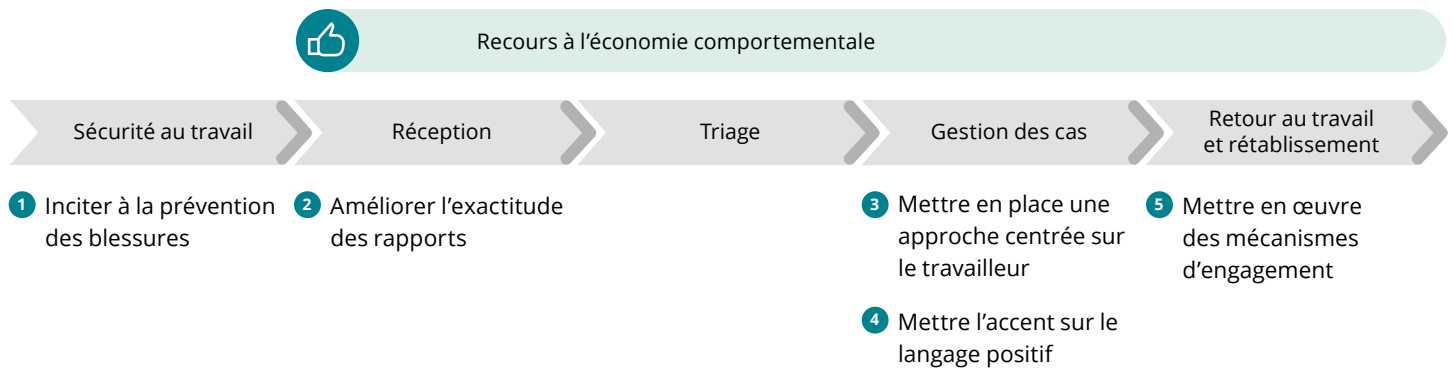 Recours à l’économie comportementale
Sécurité au travail
Réception
Triage
Gestion des cas
Retour au travail
et rétablissement
1 Inciter à la prévention
des blessures
2 Améliorer l’exactitude
des rapports
3 Mettre en place une
approche centrée sur
le travailleur
4 Mettre l’accent sur le
langage positif
5 Mettre en œuvre
des mécanismes
d’engagement